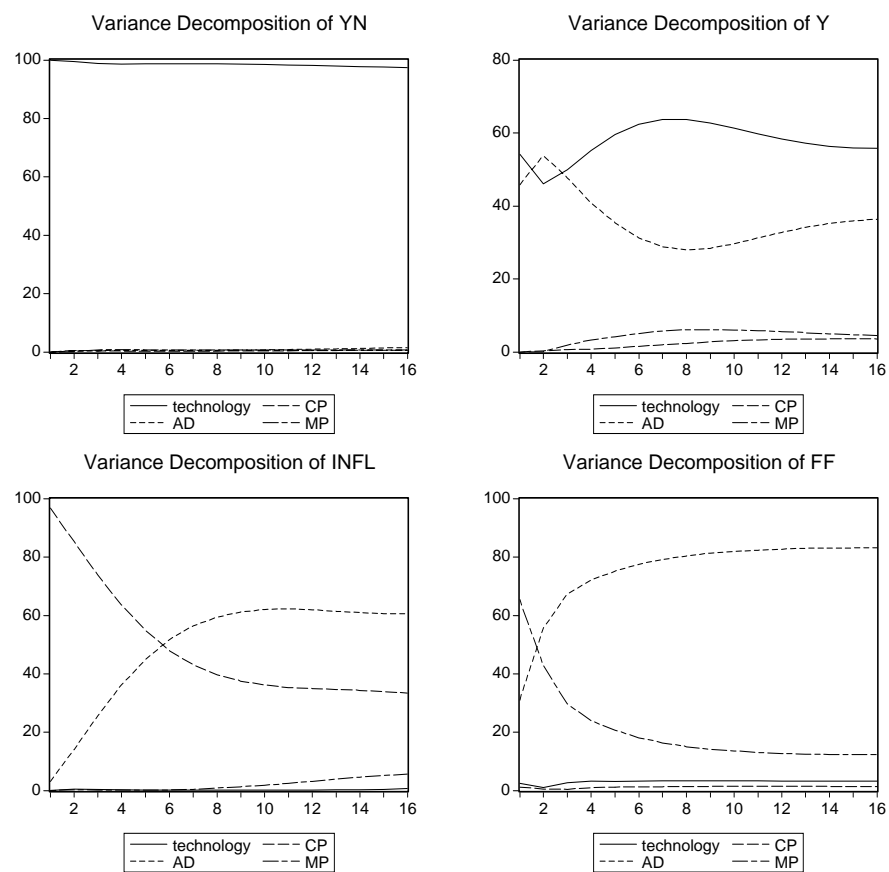 Variance Decomposition of YN
100
80
60
40
20
0
2 4 6 8 10 12 14 16
technology CP
AD MP
Variance Decomposition of Y
80
60
40
20
0
2 4 6 8 10 12 14 16
technology CP
AD MP
Variance Decomposition of INFL
100
80
60
40
20
0
2 4 6 8 10 12 14 16
technology CP
AD MP
Variance Decomposition of FF
100
80
60
40
20
0
2 4 6 8 10 12 14 16
technology CP
AD MP